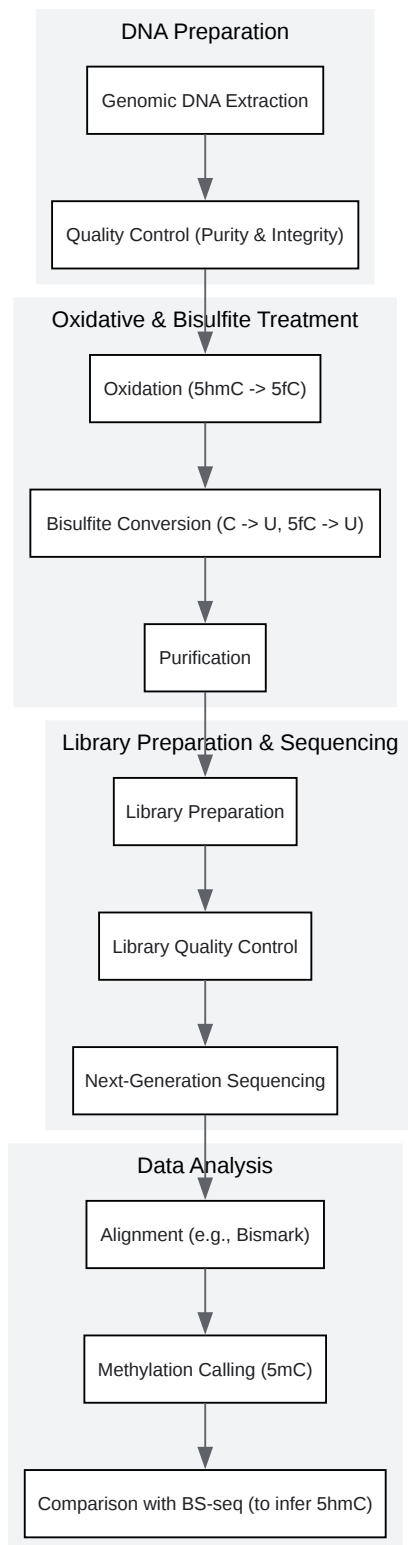 DNA Preparation
Genomic DNA Extraction
Quality Control (Purity & Integrity)
Oxidative & Bisulfite Treatment
Oxidation (5hmC -> 5fC)
Bisulfite Conversion (C -> U, 5fC -> U)
Purification
Library Preparation & Sequencing
Library Preparation
Library Quality Control
Next-Generation Sequencing
Data Analysis
Alignment (e.g., Bismark)
Methylation Calling (5mC)
Comparison with BS-seq (to infer 5hmC)